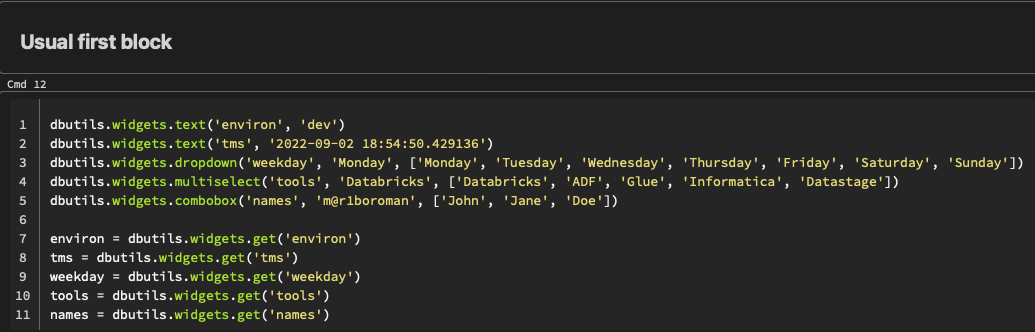 Usual first block
Cmd 12
1 dbutils.widgets.text('environ', 'dev')
2 dbutils.widgets.text('tms', '2022-09-02 18:54:50.429136')
3 dbutils.widgets.dropdown('weekday', 'Monday', ['Monday', 'Tuesday', 'Wednesday', 'Thursday', 'Friday', 'Saturday', 'Sunday'])
4 dbutils.widgets.multiselect('tools', 'Databricks', ['Databricks', 'ADF', 'Glue', 'Informatica', 'Datastage'])
5 dbutils.widgets.combobox('names', 'm@r1boroman', ['John', 'Jane', 'Doe'])
6
7 environ = dbutils.widgets.get('environ')
8 tms = dbutils.widgets.get('tms')
9 weekday = dbutils.widgets.get('weekday')
10 tools = dbutils.widgets.get('tools')
11 names = dbutils.widgets.get('names')